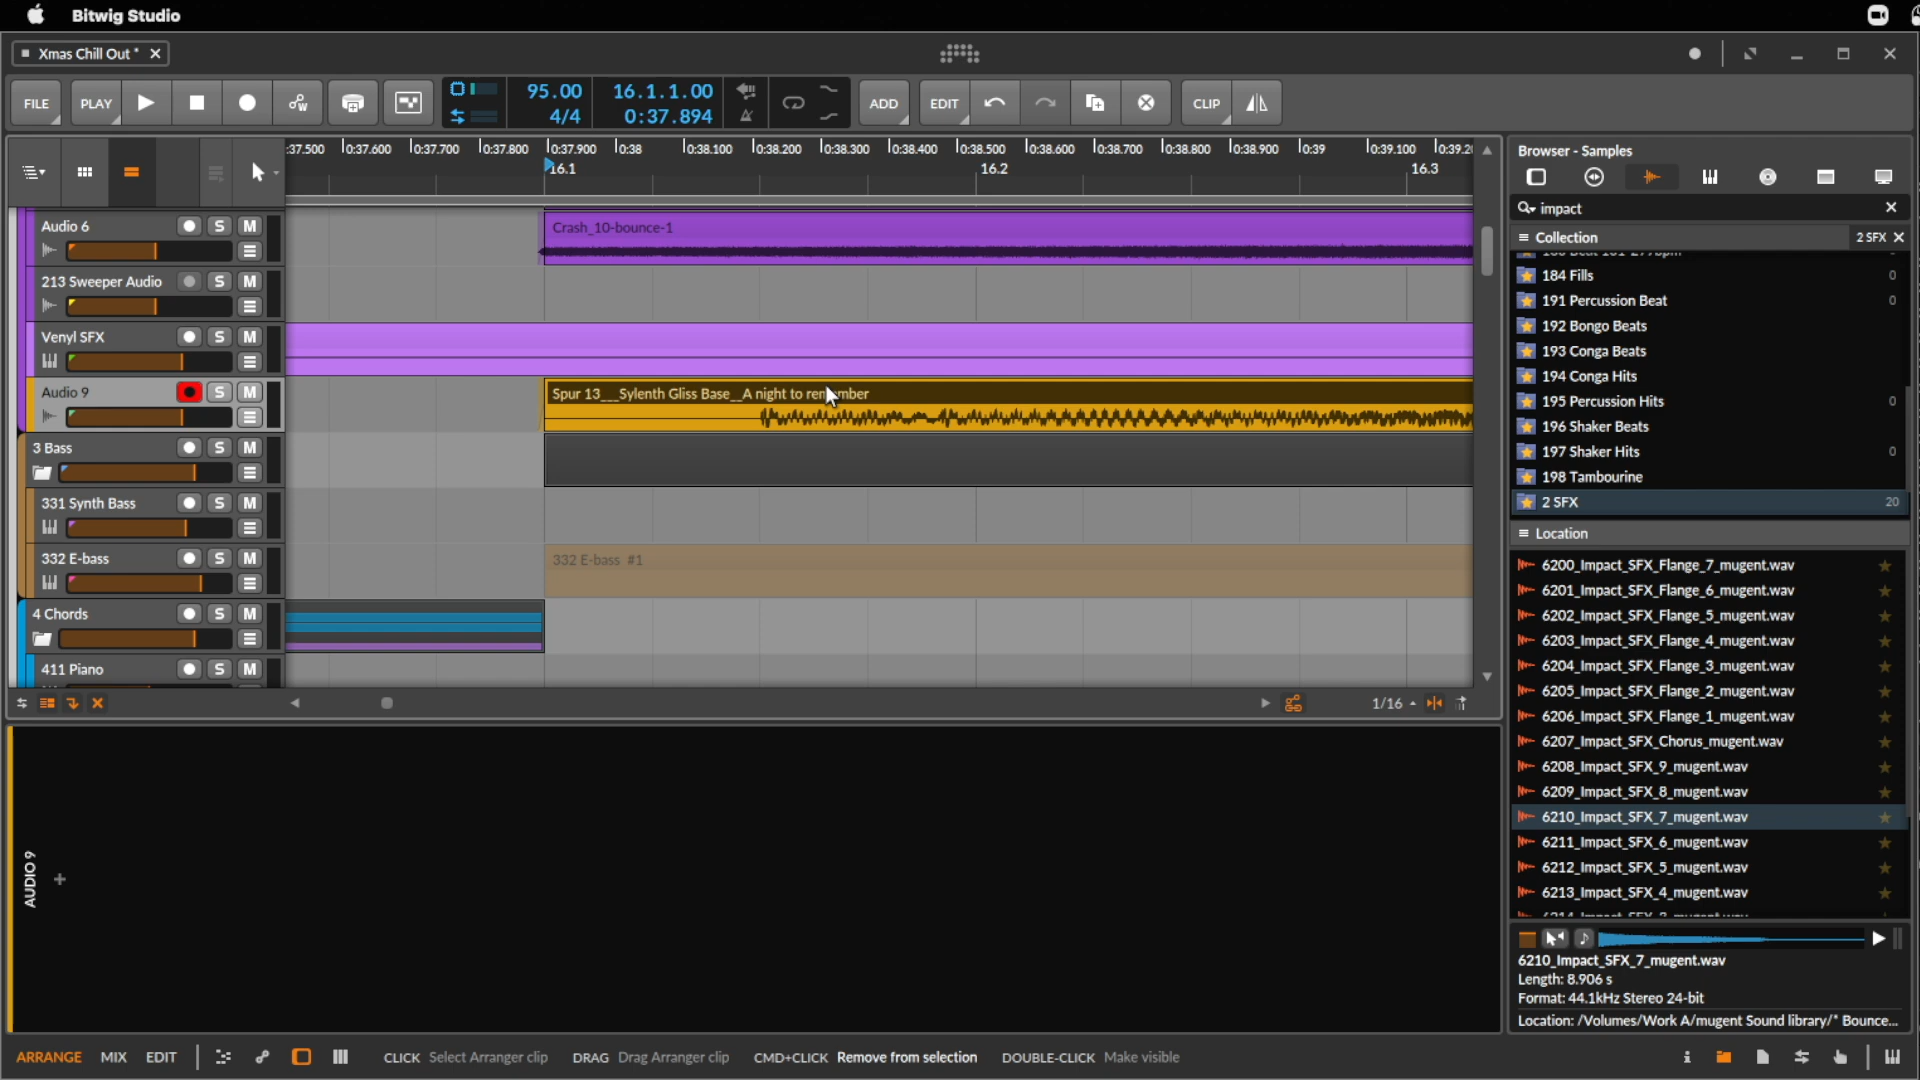 Bitwig Studio
Xmas Chill Out *
FILE PLAY 95.00 4/4 16.1.1.00 0:37.894 ADD EDIT CLIP
:37.500 0:37.600 0:37.700 0:37.800 0:37.900 0:38 0:38.100 0:38.200 0:38.300 0:38.400 0:38.500 0:38.600 0:38.700 0:38.800 0:38.900 0:39 0:39.100
16.1 16.2 16.3
Audio 6 S M
Crash_10-bounce-1
213 Sweeper Audio S M
Venyl SFX S M
Audio 9 S M
Spur 13__Sylenth Gliss Base_A night to remember
3 Bass S M
331 Synth Bass S M
332 E-bass S M
332 E-bass #1
4 Chords S M
411 Piano S M
1/16
AUDIO 9
Browser - Samples
impact
Collection 2 SFX
184 Fills 0
191 Percussion Beat 0
192 Bongo Beats
193 Conga Beats
194 Conga Hits
195 Percussion Hits 0
196 Shaker Beats
197 Shaker Hits 0
198 Tambourine
2 SFX 20
Location
6200_Impact_SFX_Flange_7_mugent.wav
6201_Impact_SFX_Flange_6_mugent.wav
6202_Impact_SFX_Flange_5_mugent.wav
6203_Impact_SFX_Flange_4_mugent.wav
6204_Impact_SFX_Flange_3_mugent.wav
6205_Impact_SFX_Flange_2_mugent.wav
6206_Impact_SFX_Flange_1_mugent.wav
6207_Impact_SFX_Chorus_mugent.wav
6208_Impact_SFX_9_mugent.wav
6209_Impact_SFX_8_mugent.wav
6210_Impact_SFX_7_mugent.wav
6211_Impact_SFX_6_mugent.wav
6212_Impact_SFX_5_mugent.wav
6213_Impact_SFX_4_mugent.wav
6210_Impact_SFX_7_mugent.wav
Length: 8.906 s
Format: 44.1kHz Stereo 24-bit
Location: /Volumes/Work A/mugent Sound library/* Bounce...
ARRANGE MIX EDIT CLICK Select Arranger clip DRAG Drag Arranger clip CMD+CLICK Remove from selection DOUBLE-CLICK Make visible